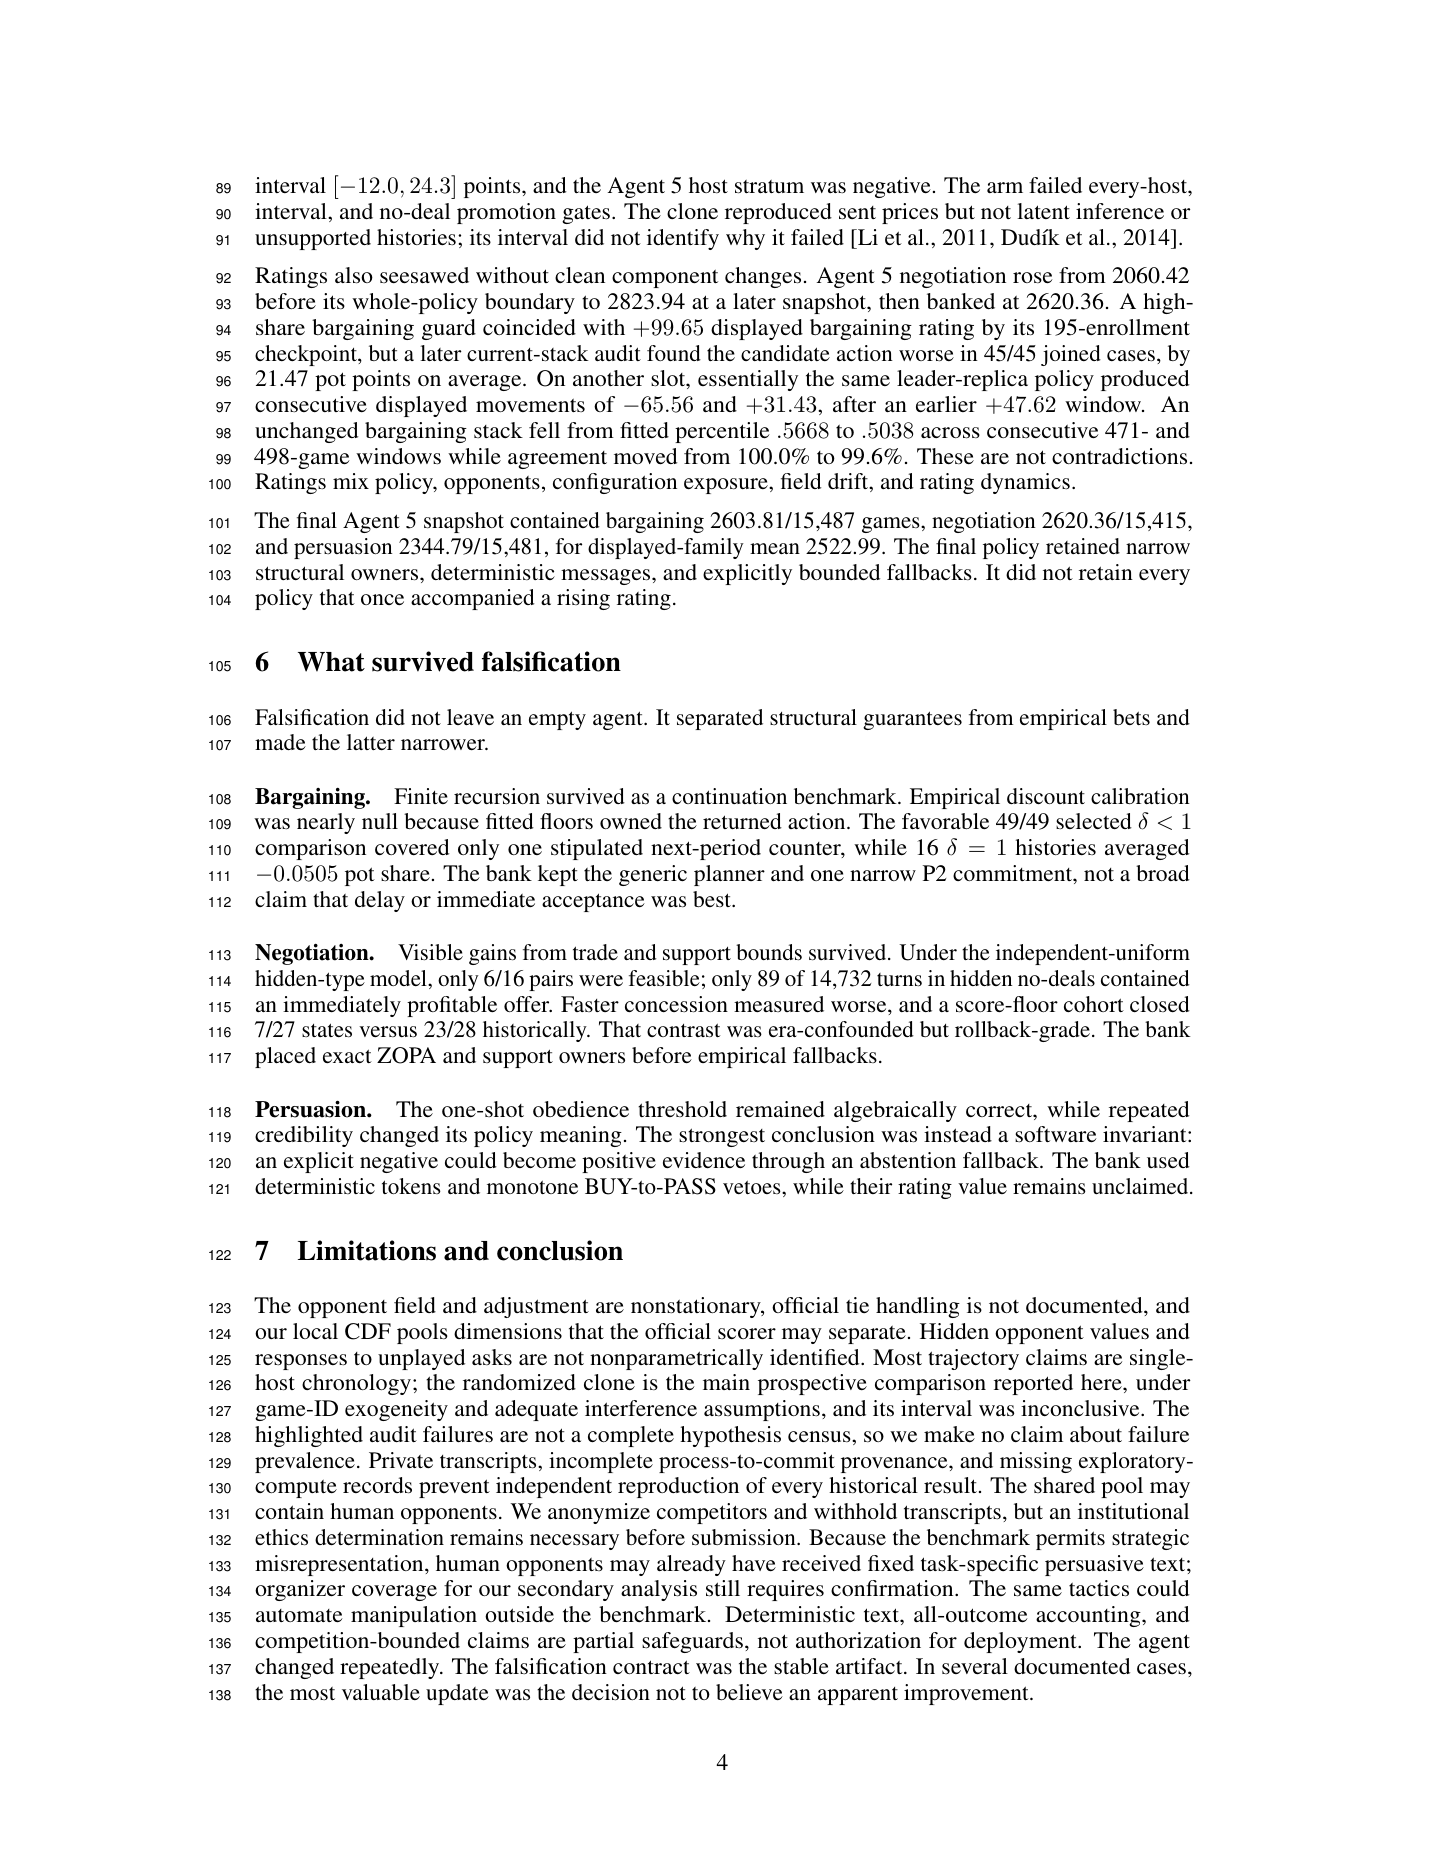 89 interval [−12.0, 24.3] points, and the Agent 5 host stratum was negative. The arm failed every-host,
90 interval, and no-deal promotion gates. The clone reproduced sent prices but not latent inference or
91 unsupported histories; its interval did not identify why it failed [Li et al., 2011, Dudík et al., 2014].
92 Ratings also seesawed without clean component changes. Agent 5 negotiation rose from 2060.42
93 before its whole-policy boundary to 2823.94 at a later snapshot, then banked at 2620.36. A high-
94 share bargaining guard coincided with +99.65 displayed bargaining rating by its 195-enrollment
95 checkpoint, but a later current-stack audit found the candidate action worse in 45/45 joined cases, by
96 21.47 pot points on average. On another slot, essentially the same leader-replica policy produced
97 consecutive displayed movements of −65.56 and +31.43, after an earlier +47.62 window. An
98 unchanged bargaining stack fell from fitted percentile .5668 to .5038 across consecutive 471- and
99 498-game windows while agreement moved from 100.0% to 99.6%. These are not contradictions.
100 Ratings mix policy, opponents, configuration exposure, field drift, and rating dynamics.
101 The final Agent 5 snapshot contained bargaining 2603.81/15,487 games, negotiation 2620.36/15,415,
102 and persuasion 2344.79/15,481, for displayed-family mean 2522.99. The final policy retained narrow
103 structural owners, deterministic messages, and explicitly bounded fallbacks. It did not retain every
104 policy that once accompanied a rising rating.
105 6 What survived falsification
106 Falsification did not leave an empty agent. It separated structural guarantees from empirical bets and
107 made the latter narrower.
108 Bargaining. Finite recursion survived as a continuation benchmark. Empirical discount calibration
109 was nearly null because fitted floors owned the returned action. The favorable 49/49 selected δ < 1
110 comparison covered only one stipulated next-period counter, while 16 δ = 1 histories averaged
111 −0.0505 pot share. The bank kept the generic planner and one narrow P2 commitment, not a broad
112 claim that delay or immediate acceptance was best.
113 Negotiation. Visible gains from trade and support bounds survived. Under the independent-uniform
114 hidden-type model, only 6/16 pairs were feasible; only 89 of 14,732 turns in hidden no-deals contained
115 an immediately profitable offer. Faster concession measured worse, and a score-floor cohort closed
116 7/27 states versus 23/28 historically. That contrast was era-confounded but rollback-grade. The bank
117 placed exact ZOPA and support owners before empirical fallbacks.
118 Persuasion. The one-shot obedience threshold remained algebraically correct, while repeated
119 credibility changed its policy meaning. The strongest conclusion was instead a software invariant:
120 an explicit negative could become positive evidence through an abstention fallback. The bank used
121 deterministic tokens and monotone BUY-to-PASS vetoes, while their rating value remains unclaimed.
122 7 Limitations and conclusion
123 The opponent field and adjustment are nonstationary, official tie handling is not documented, and
124 our local CDF pools dimensions that the official scorer may separate. Hidden opponent values and
125 responses to unplayed asks are not nonparametrically identified. Most trajectory claims are single-
126 host chronology; the randomized clone is the main prospective comparison reported here, under
127 game-ID exogeneity and adequate interference assumptions, and its interval was inconclusive. The
128 highlighted audit failures are not a complete hypothesis census, so we make no claim about failure
129 prevalence. Private transcripts, incomplete process-to-commit provenance, and missing exploratory-
130 compute records prevent independent reproduction of every historical result. The shared pool may
131 contain human opponents. We anonymize competitors and withhold transcripts, but an institutional
132 ethics determination remains necessary before submission. Because the benchmark permits strategic
133 misrepresentation, human opponents may already have received fixed task-specific persuasive text;
134 organizer coverage for our secondary analysis still requires confirmation. The same tactics could
135 automate manipulation outside the benchmark. Deterministic text, all-outcome accounting, and
136 competition-bounded claims are partial safeguards, not authorization for deployment. The agent
137 changed repeatedly. The falsification contract was the stable artifact. In several documented cases,
138 the most valuable update was the decision not to believe an apparent improvement.
4